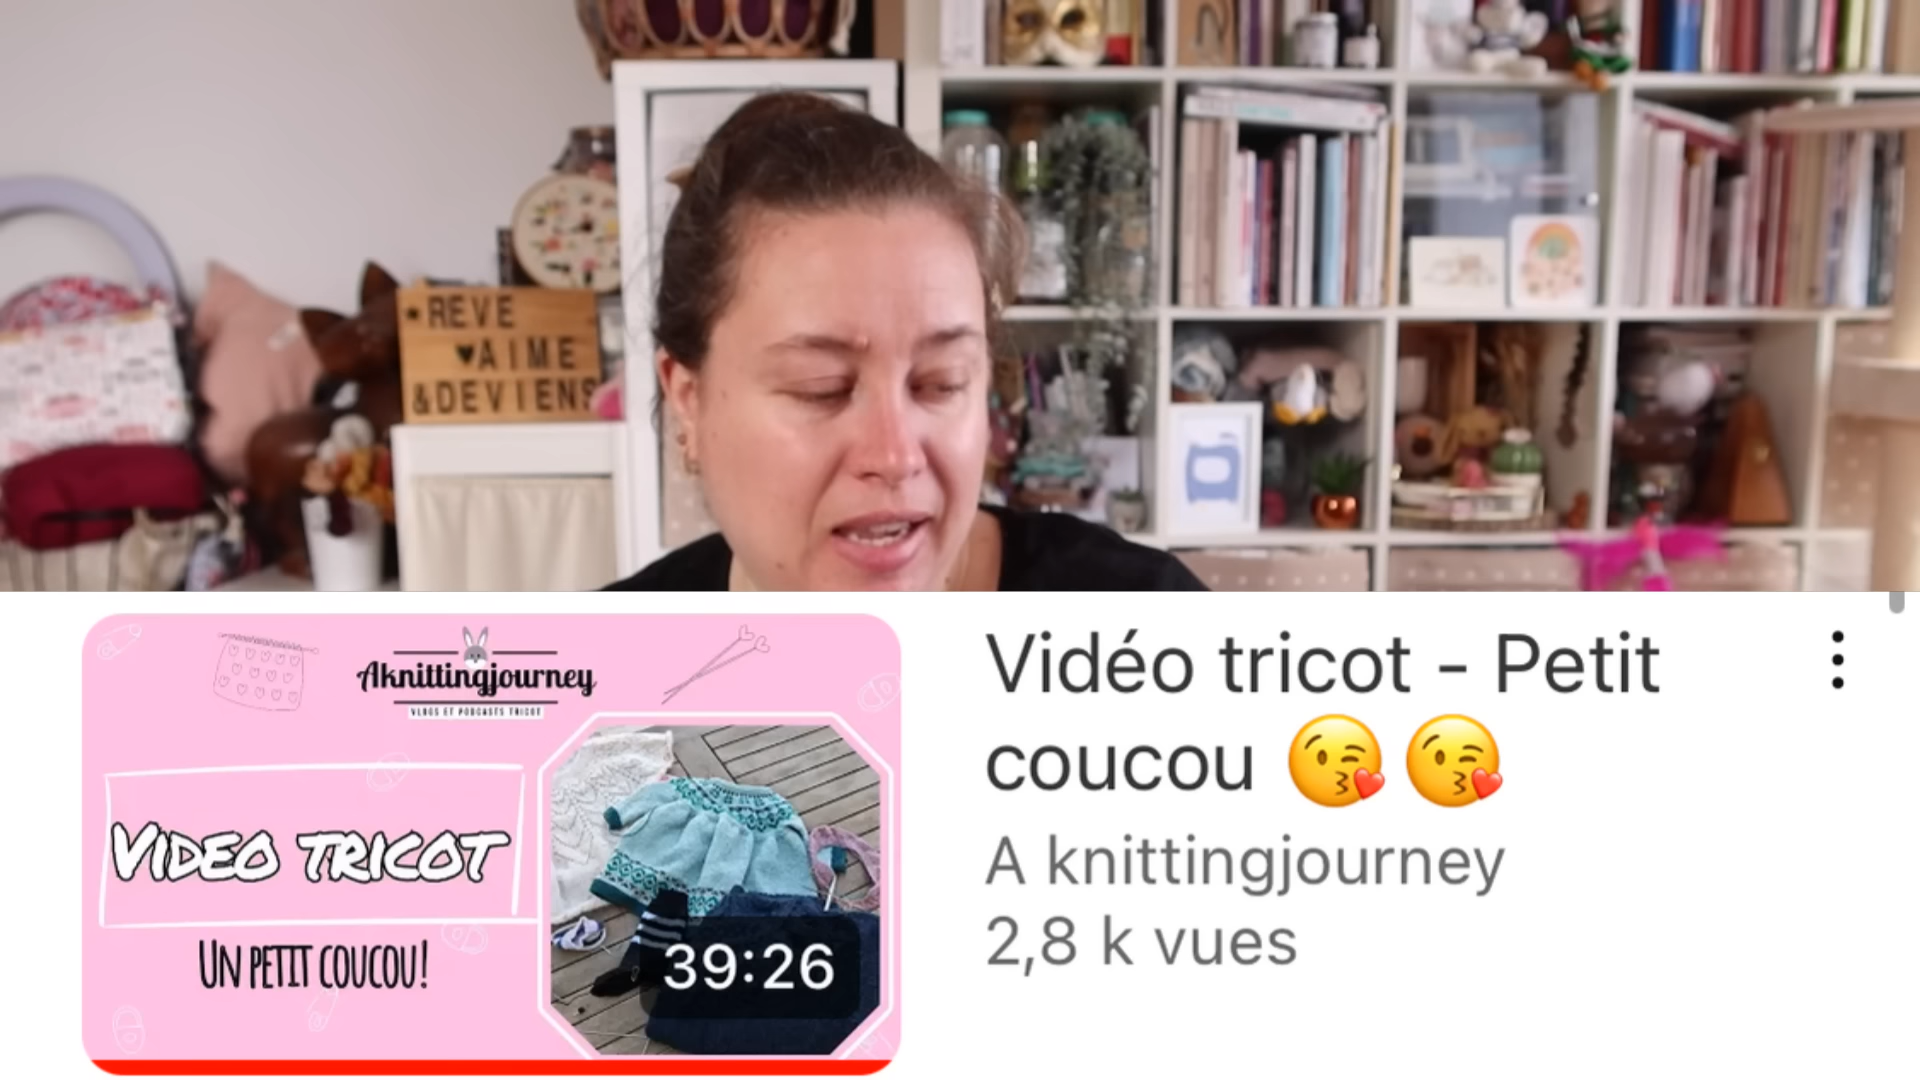 REVE
♥AIME
&DEVIENS
Aknittingjourney
VLOGS ET PODCASTS TRICOT
VIDEO TRICOT
UN PETIT COUCOU!
39:26
Vidéo tricot - Petit
coucou 😘 😘
A knittingjourney
2,8 k vues